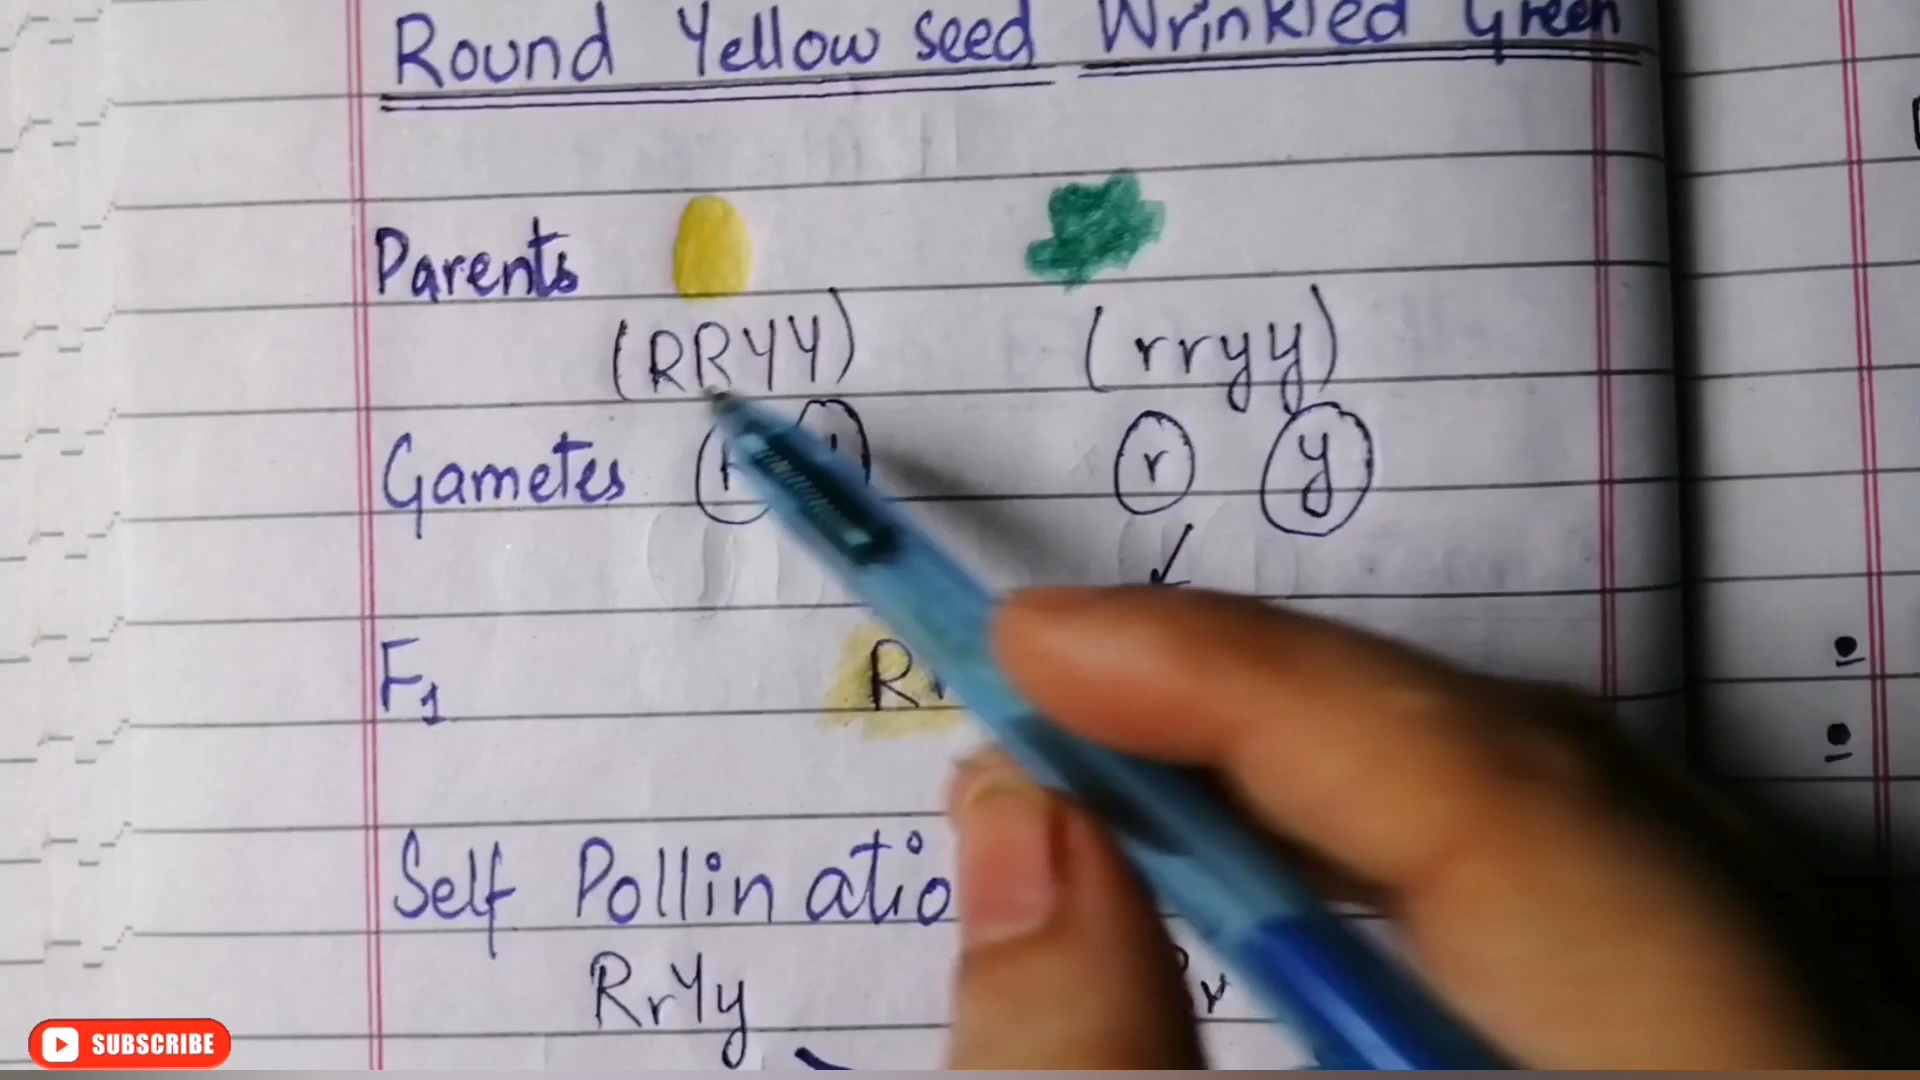 Round Yellow seed Wrinkled Green
Parents
(RRYY) (rryy)
Gametes r y
F1
Self Pollinatio
RrYy
SUBSCRIBE